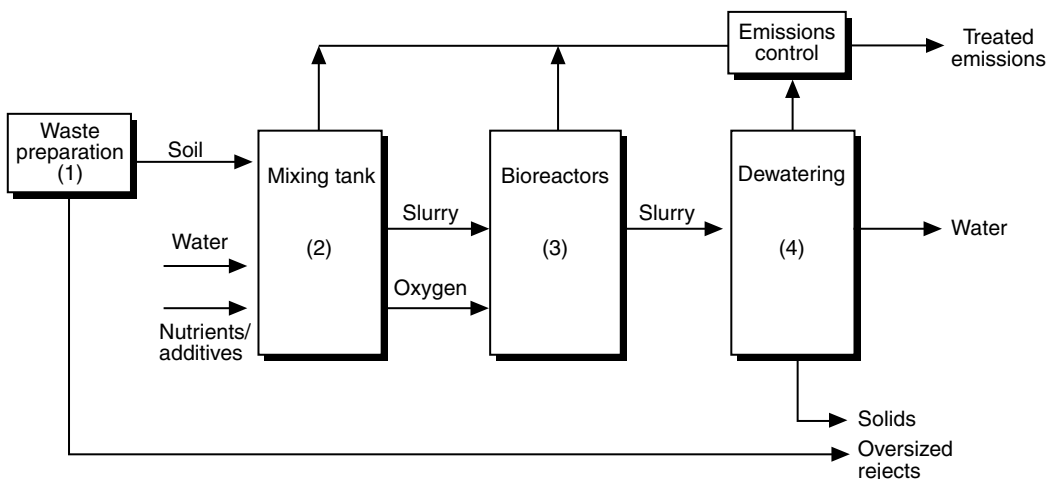 Emissions
control
Treated
emissions
Waste
preparation
(1)
Soil
Mixing tank
(2)
Water
Nutrients/
additives
Slurry
Oxygen
Bioreactors
(3)
Slurry
Dewatering
(4)
Water
Solids
Oversized
rejects